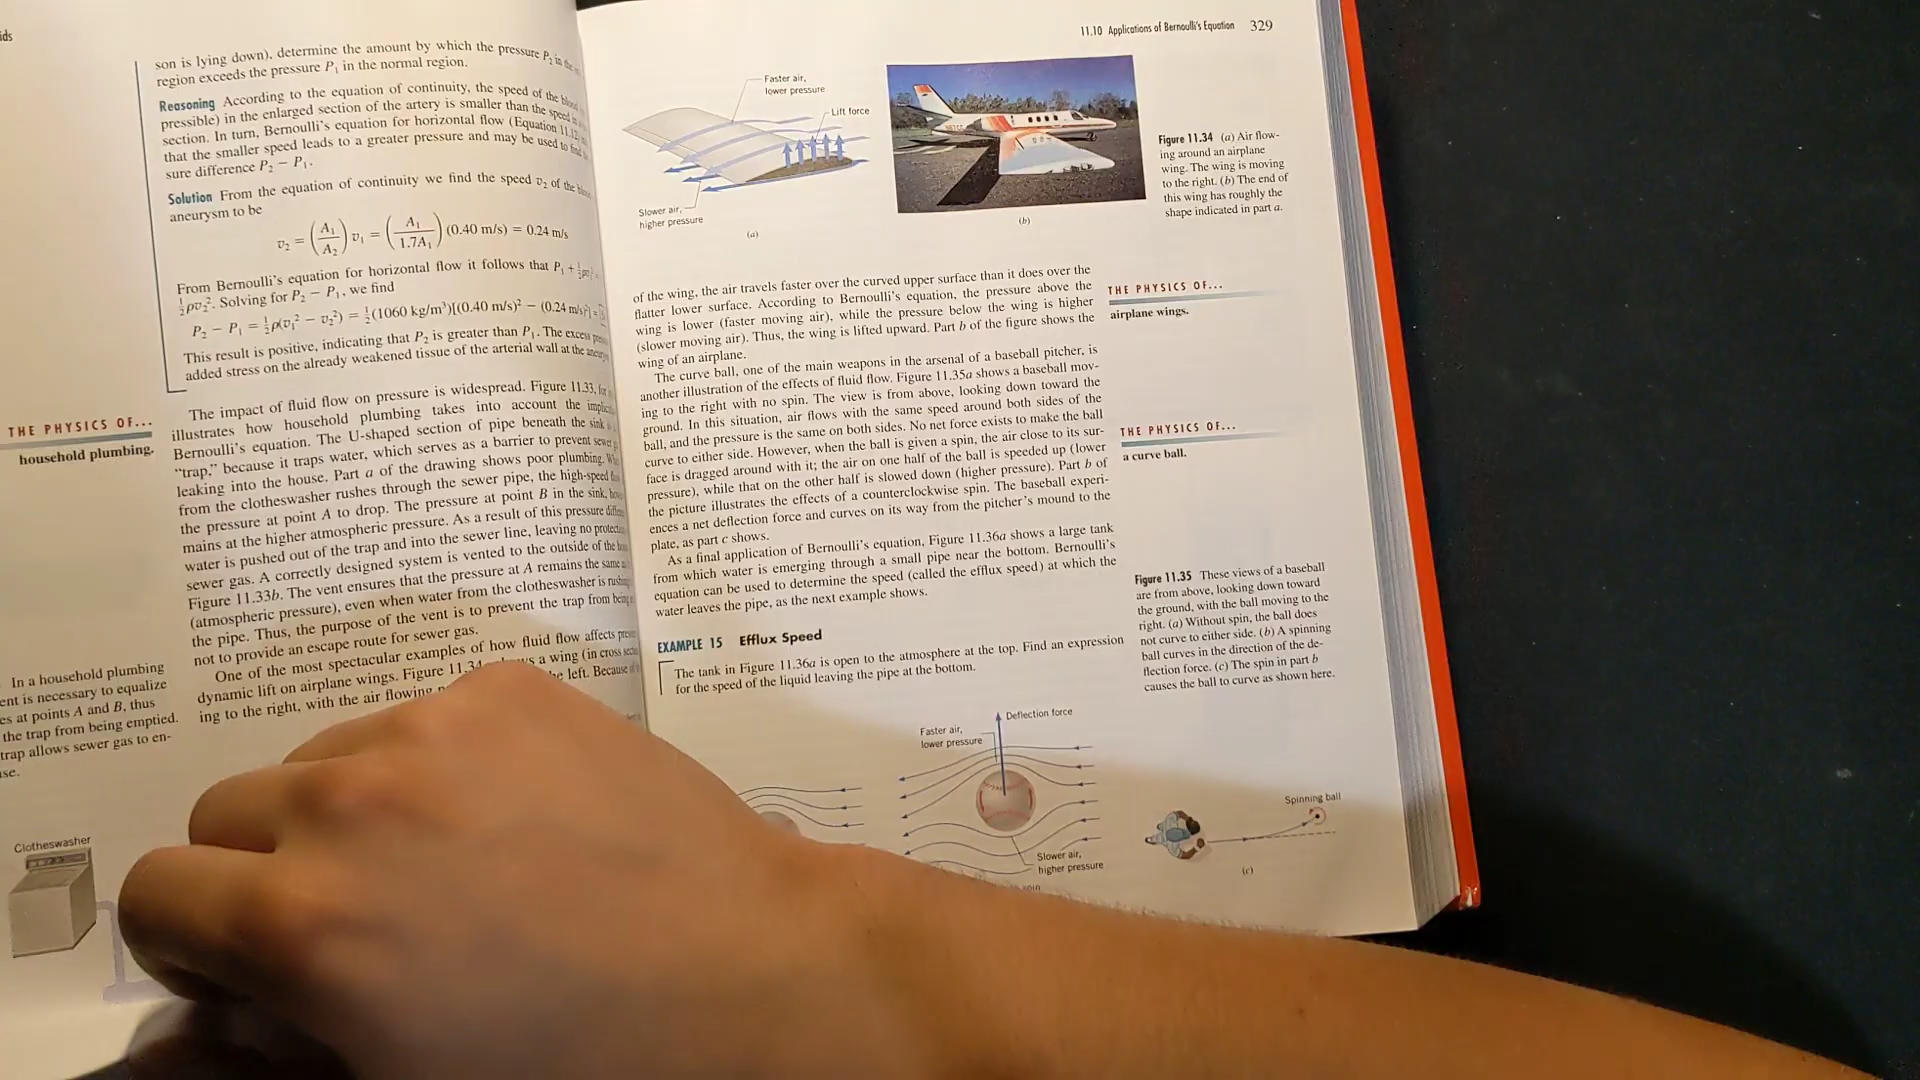 ids
son is lying down), determine the amount by which the pressure P₂ in the
region exceeds the pressure P₁ in the normal region.
Reasoning According to the equation of continuity, the speed of the blood
pressible) in the enlarged section of the artery is smaller than the speed
section. In turn, Bernoulli's equation for horizontal flow (Equation 11.12
that the smaller speed leads to a greater pressure and may be used to find
sure difference P₂ − P₁.
Solution From the equation of continuity we find the speed υ₂ of the
aneurysm to be
υ₂ = (A₁/A₂) υ₁ = (A₁/1.7A₁) (0.40 m/s) = 0.24 m/s
From Bernoulli's equation for horizontal flow it follows that P₁ +
½ρυ₂². Solving for P₂ − P₁, we find
P₂ − P₁ = ½ρ(υ₁² − υ₂²) = ½(1060 kg/m³)[(0.40 m/s)² − (0.24 m/s)²] =
This result is positive, indicating that P₂ is greater than P₁. The excess
added stress on the already weakened tissue of the arterial wall at the
The impact of fluid flow on pressure is widespread. Figure 11.33,
illustrates how household plumbing takes into account the
Bernoulli's equation. The U-shaped section of pipe beneath the sink
"trap," because it traps water, which serves as a barrier to prevent
leaking into the house. Part a of the drawing shows poor plumbing.
from the clotheswasher rushes through the sewer pipe, the high-speed
the pressure at point A to drop. The pressure at point B in the sink,
mains at the higher atmospheric pressure. As a result of this pressure
water is pushed out of the trap and into the sewer line, leaving no
sewer gas. A correctly designed system is vented to the outside of the
Figure 11.33b. The vent ensures that the pressure at A remains the same
(atmospheric pressure), even when water from the clotheswasher is
the pipe. Thus, the purpose of the vent is to prevent the trap from
not to provide an escape route for sewer gas.
One of the most spectacular examples of how fluid flow affects
dynamic lift on airplane wings. Figure 11.34 a wing (in cross
ing to the right, with the air flowing left. Because
THE PHYSICS OF...
household plumbing.
In a household plumbing
ent is necessary to equalize
es at points A and B, thus
the trap from being emptied.
trap allows sewer gas to en-
use.
Clotheswasher
11.10 Applications of Bernoulli's Equation 329
Faster air,
lower pressure
Lift force
Slower air,
higher pressure
(a)
(b)
Figure 11.34 (a) Air flow-
ing around an airplane
wing. The wing is moving
to the right. (b) The end of
this wing has roughly the
shape indicated in part a.
of the wing, the air travels faster over the curved upper surface than it does over the
flatter lower surface. According to Bernoulli's equation, the pressure above the
wing is lower (faster moving air), while the pressure below the wing is higher
(slower moving air). Thus, the wing is lifted upward. Part b of the figure shows the
wing of an airplane.
THE PHYSICS OF...
airplane wings.
The curve ball, one of the main weapons in the arsenal of a baseball pitcher, is
another illustration of the effects of fluid flow. Figure 11.35a shows a baseball mov-
ing to the right with no spin. The view is from above, looking down toward the
ground. In this situation, air flows with the same speed around both sides of the
ball, and the pressure is the same on both sides. No net force exists to make the ball
curve to either side. However, when the ball is given a spin, the air close to its sur-
face is dragged around with it; the air on one half of the ball is speeded up (lower
pressure), while that on the other half is slowed down (higher pressure). Part b of
the picture illustrates the effects of a counterclockwise spin. The baseball experi-
ences a net deflection force and curves on its way from the pitcher's mound to the
plate, as part c shows.
THE PHYSICS OF...
a curve ball.
As a final application of Bernoulli's equation, Figure 11.36a shows a large tank
from which water is emerging through a small pipe near the bottom. Bernoulli's
equation can be used to determine the speed (called the efflux speed) at which the
water leaves the pipe, as the next example shows.
EXAMPLE 15 Efflux Speed
The tank in Figure 11.36a is open to the atmosphere at the top. Find an expression
for the speed of the liquid leaving the pipe at the bottom.
Figure 11.35 These views of a baseball
are from above, looking down toward
the ground, with the ball moving to the
right. (a) Without spin, the ball does
not curve to either side. (b) A spinning
ball curves in the direction of the de-
flection force. (c) The spin in part b
causes the ball to curve as shown here.
Deflection force
Faster air,
lower pressure
Slower air,
higher pressure
spin
Spinning ball
(c)